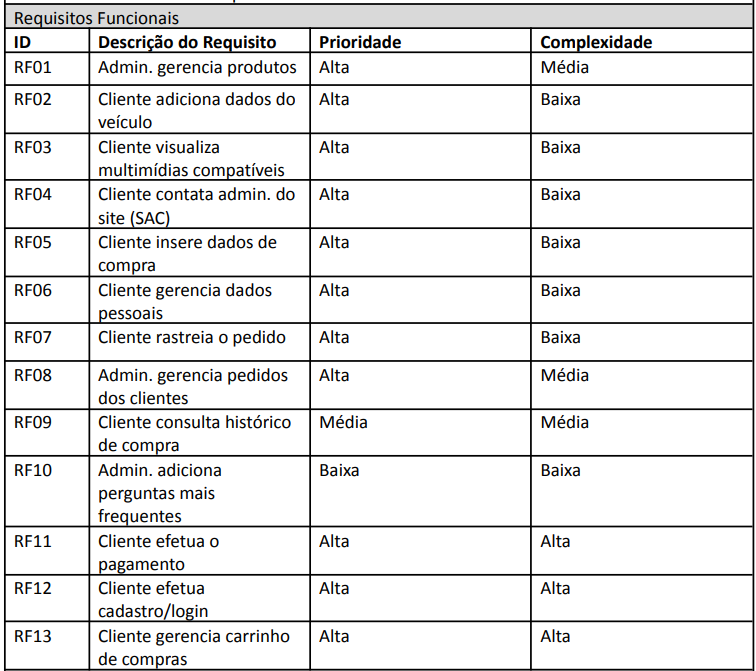 Requisitos Funcionais
ID Descrição do Requisito Prioridade Complexidade
RF01 Admin. gerencia produtos Alta Média
RF02 Cliente adiciona dados do Alta Baixa
veículo
RF03 Cliente visualiza Alta Baixa
multimídias compatíveis
RF04 Cliente contata admin. do Alta Baixa
site (SAC)
RF05 Cliente insere dados de Alta Baixa
compra
RF06 Cliente gerencia dados Alta Baixa
pessoais
RF07 Cliente rastreia o pedido Alta Baixa
RF08 Admin. gerencia pedidos Alta Média
dos clientes
RF09 Cliente consulta histórico Média Média
de compra
RF10 Admin. adiciona Baixa Baixa
perguntas mais
frequentes
RF11 Cliente efetua o Alta Alta
pagamento
RF12 Cliente efetua Alta Alta
cadastro/login
RF13 Cliente gerencia carrinho Alta Alta
de compras